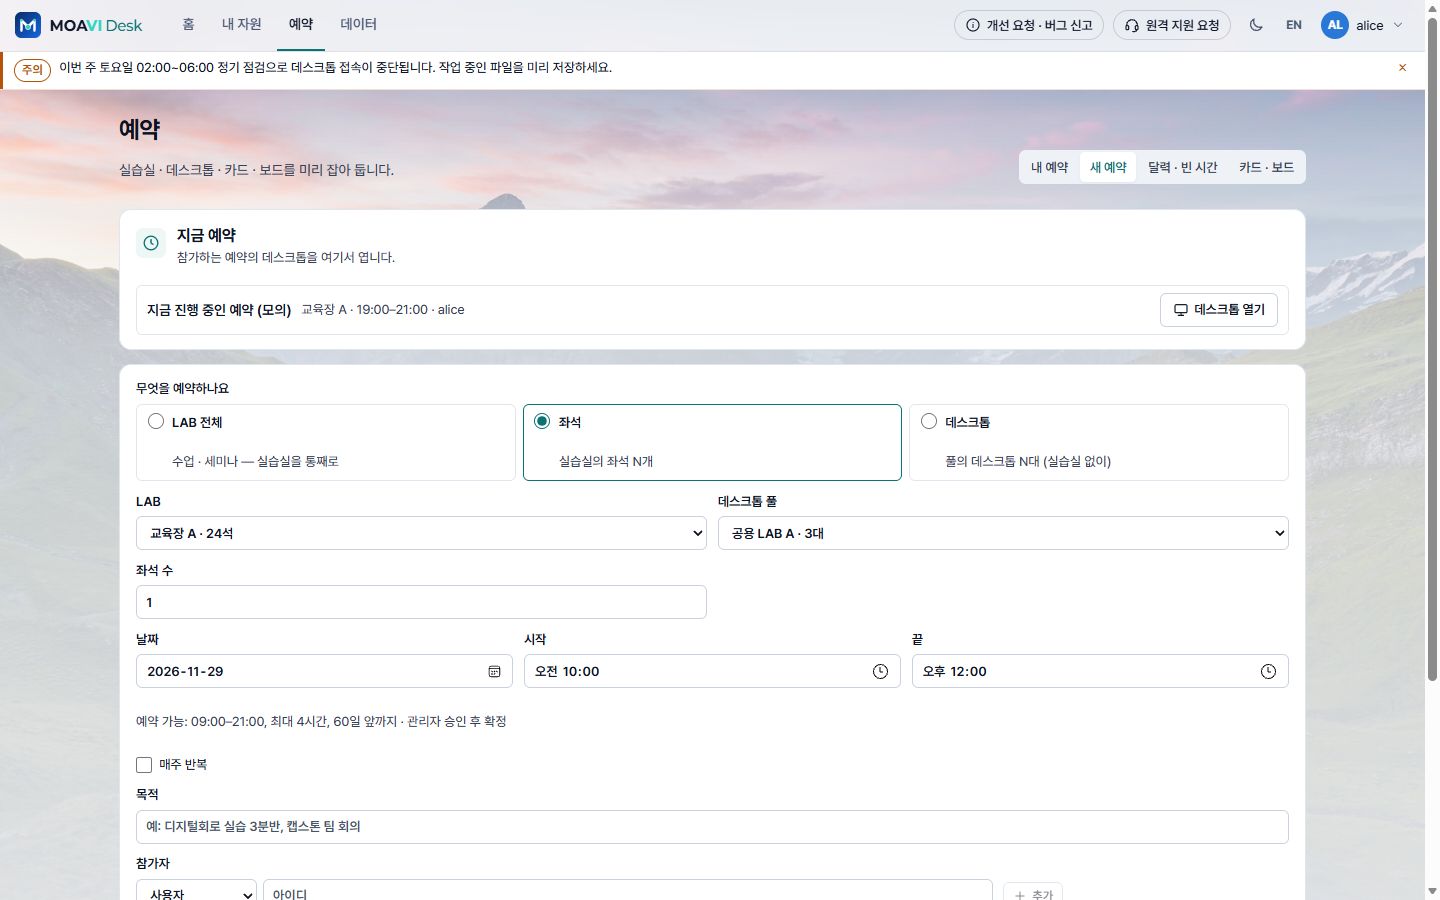 MOAVI Desk
홈
내 자원
예약
데이터
개선 요청 · 버그 신고
원격 지원 요청
EN
AL
alice
주의
이번 주 토요일 02:00~06:00 정기 점검으로 데스크톱 접속이 중단됩니다. 작업 중인 파일을 미리 저장하세요.
×
예약
실습실 · 데스크톱 · 카드 · 보드를 미리 잡아 둡니다.
내 예약
새 예약
달력 · 빈 시간
카드 · 보드
지금 예약
참가하는 예약의 데스크톱을 여기서 엽니다.
지금 진행 중인 예약 (모의) 교육장 A · 19:00–21:00 · alice
데스크톱 열기
무엇을 예약하나요
LAB 전체
수업 · 세미나 — 실습실을 통째로
좌석
실습실의 좌석 N개
데스크톱
풀의 데스크톱 N대 (실습실 없이)
LAB
교육장 A · 24석
데스크톱 풀
공용 LAB A · 3대
좌석 수
1
날짜
2026-11-29
시작
오전 10:00
끝
오후 12:00
예약 가능: 09:00–21:00, 최대 4시간, 60일 앞까지 · 관리자 승인 후 확정
매주 반복
목적
예: 디지털회로 실습 3분반, 캡스톤 팀 회의
참가자
사용자
아이디
+ 추가